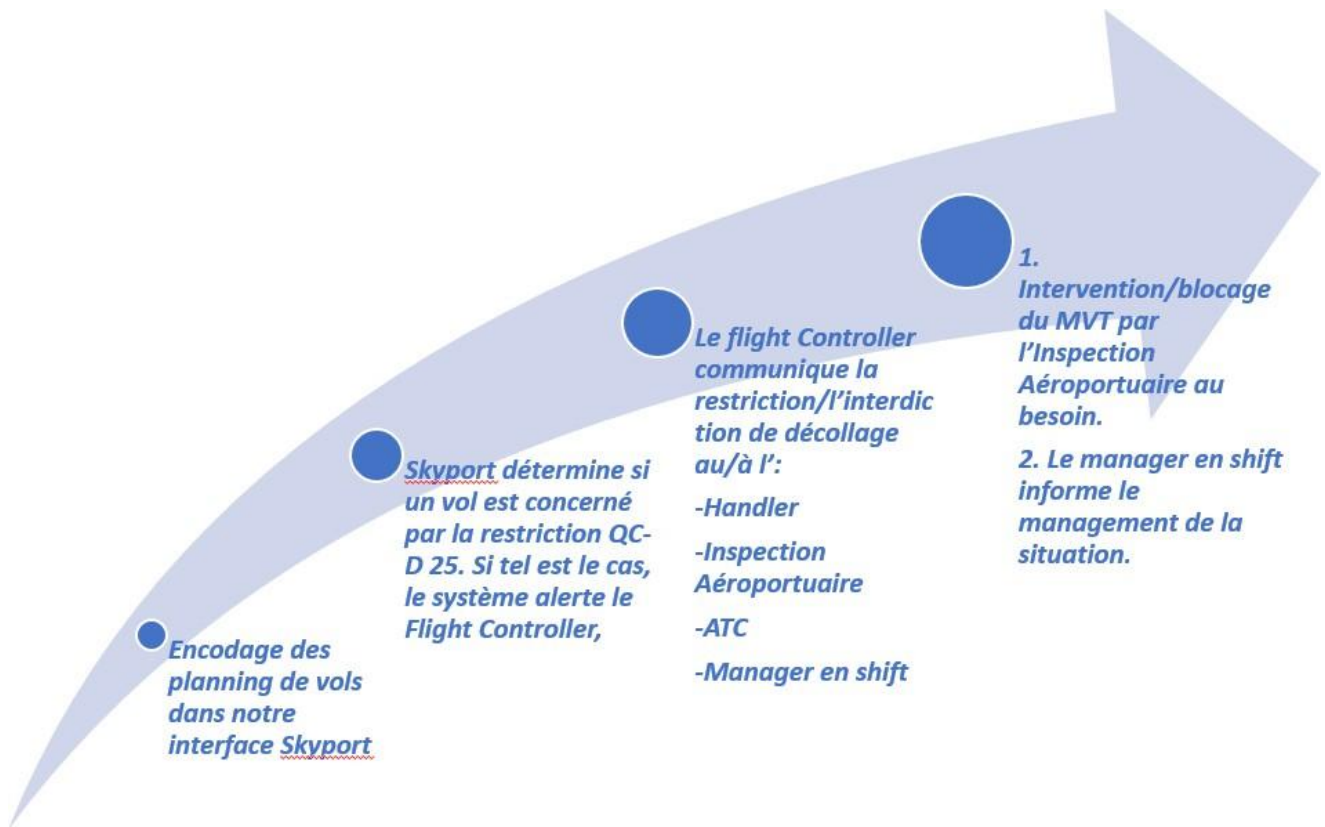 Encodage des
planning de vols
dans notre
interface Skyport
Skyport détermine si
un vol est concerné
par la restriction QC-
D 25. Si tel est le cas,
le système alerte le
Flight Controller,
Le flight Controller
communique la
restriction/l’interdic
tion de décollage
au/à l’:
-Handler
-Inspection
Aéroportuaire
-ATC
-Manager en shift
1.
Intervention/blocage
du MVT par
l’Inspection
Aéroportuaire au
besoin.
2. Le manager en shift
informe le
management de la
situation.